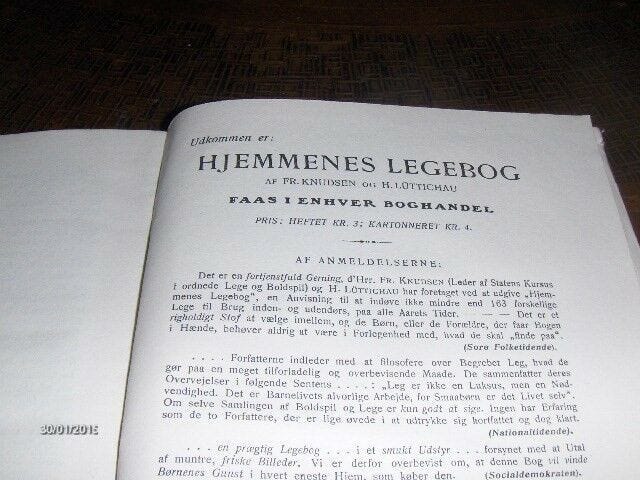 Udkommen er:
HJEMMENES LEGEBOG
AF FR. KNUDSEN OG H. LÜTTICHAU
FAAS I ENHVER BOGHANDEL
PRIS: HEFTET KR. 3; KARTONNERET KR. 4.
AF ANMELDELSERNE:
Det er en fortjenstfuld Gerning, d'Hrr. FR. KNUDSEN (Leder af Statens Kursus
i ordnede Lege og Boldspil) og H. LÜTTICHAU har foretaget ved at udgive „Hjem-
menes Legebog", en Anvisning til at indøve ikke mindre end 163 forskellige
Lege til Brug inden- og udendørs, paa alle Aarets Tider. — — Det er et
righoldigt Stof at vælge imellem, og de Børn, eller de Forældre, der faar Bogen
i Hænde, behøver aldrig at være i Forlegenhed med, hvad de skal „finde paa".
(Sorø Folketidende).
. . . . Forfatterne indleder med at filosofere over Begrebet Leg, hvad de
gør paa en meget tilforladelig og overbevisende Maade. De sammenfatter deres
Overvejelser i følgende Sentens . . . . : „Leg er ikke en Luksus, men en Nød-
vendighed. Det er Barnelivets alvorlige Arbejde, for Smaabørn er det Livet selv".
Om selve Samlingen af Boldspil og Lege er kun godt at sige. Ingen har Erfaring
som de to Forfattere, der er lige øvede i at udtrykke sig kortfattet og dog klart.
(Nationaltidende).
. . . en prægtig Legebog . . . i et smukt Udstyr . . . forsynet med et Utal
af muntre, friske Billeder. Vi er derfor overbevist om, at denne Bog vil vinde
Børnenes Gunst i hvert eneste Hjem, som køber den.
(Socialdemokraten).
30/01/2015